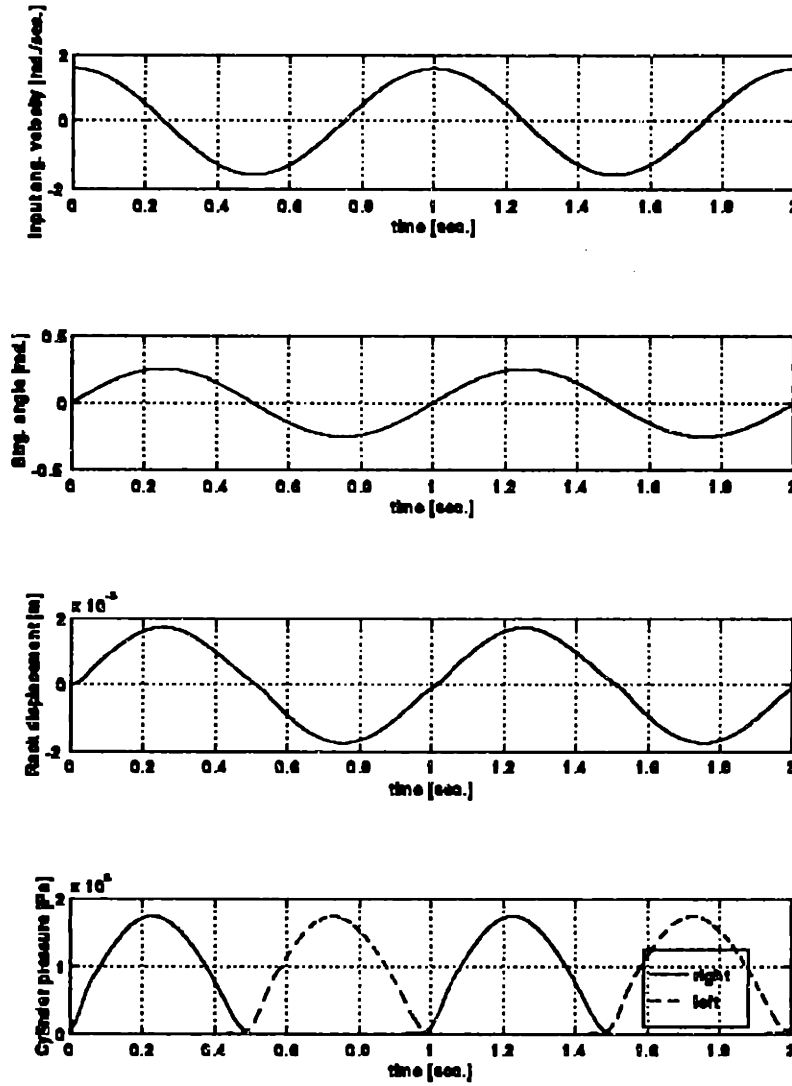 Input ang. velocity [rad./sec.]
2
0
-2
0 0.2 0.4 0.6 0.8 1 1.2 1.4 1.6 1.8 2
time [sec.]
Strg. angle [rad.]
0.5
0
-0.5
0 0.2 0.4 0.6 0.8 1 1.2 1.4 1.6 1.8 2
time [sec.]
Rack displacement [m]
x 10
2
0
-2
0 0.2 0.4 0.6 0.8 1 1.2 1.4 1.6 1.8 2
time [sec.]
Cylinder pressure [Pa]
x 10
2
1
0
0 0.2 0.4 0.6 0.8 1 1.2 1.4 1.6 1.8 2
time [sec.]
right
left